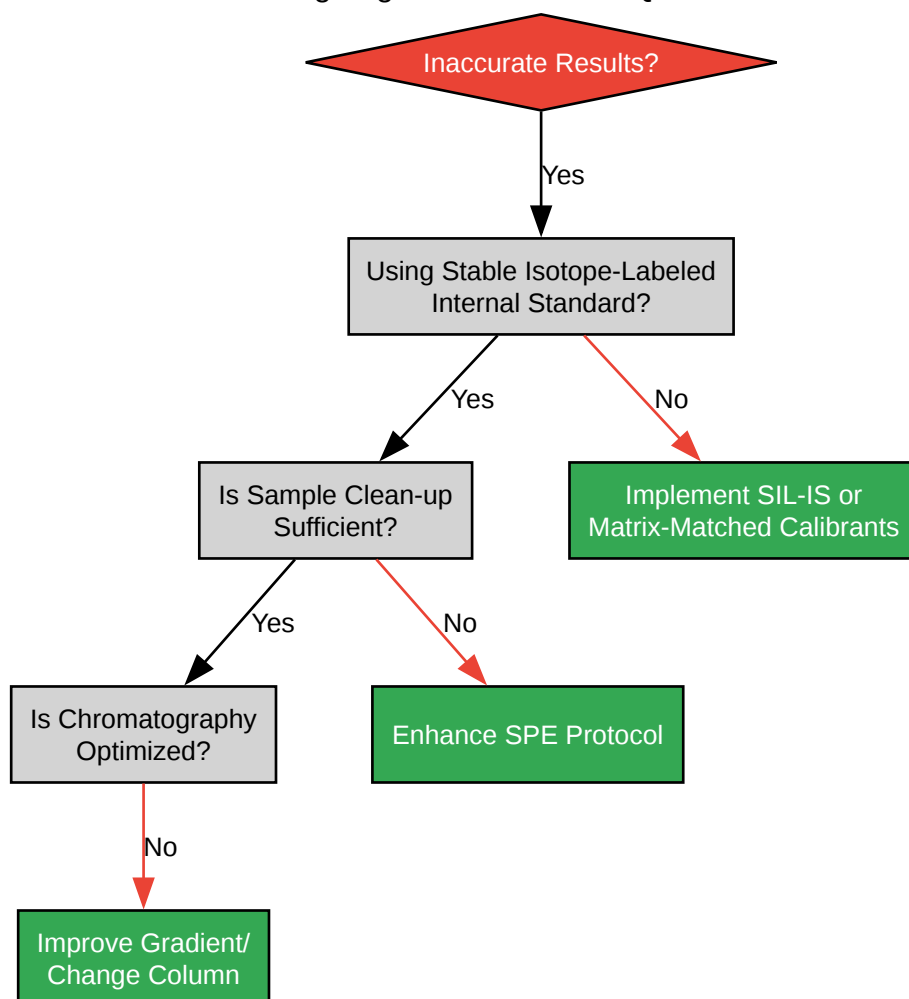 Inaccurate Results?
Yes
Using Stable Isotope-Labeled
Internal Standard?
Yes
No
Is Sample Clean-up
Sufficient?
Implement SIL-IS or
Matrix-Matched Calibrants
Yes
No
Is Chromatography
Optimized?
Enhance SPE Protocol
No
Improve Gradient/
Change Column